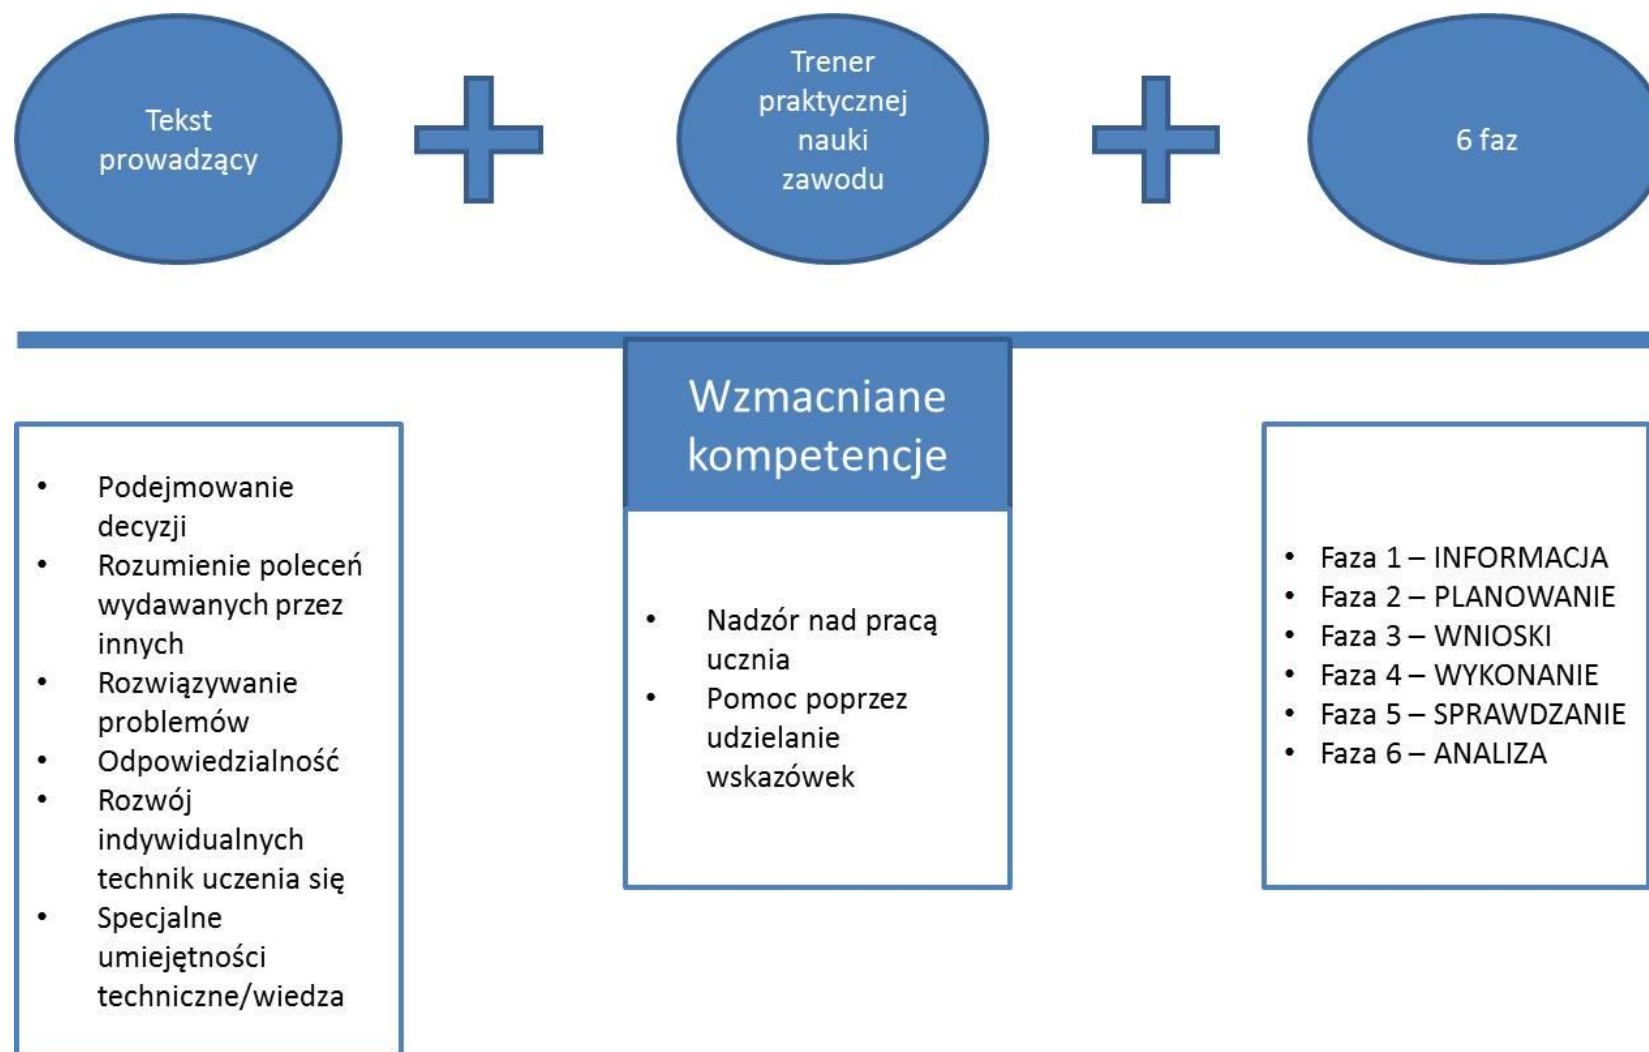 Tekst
prowadzący
Trener
praktycznej
nauki
zawodu
6 faz
Wzmacniane
kompetencje
• Podejmowanie
decyzji
• Rozumienie poleceń
wydawanych przez
innych
• Rozwiązywanie
problemów
• Odpowiedzialność
• Rozwój
indywidualnych
technik uczenia się
• Specjalne
umiejętności
techniczne/wiedza
• Nadzór nad pracą
ucznia
• Pomoc poprzez
udzielanie
wskazówek
• Faza 1 – INFORMACJA
• Faza 2 – PLANOWANIE
• Faza 3 – WNIOSKI
• Faza 4 – WYKONANIE
• Faza 5 – SPRAWDZANIE
• Faza 6 – ANALIZA